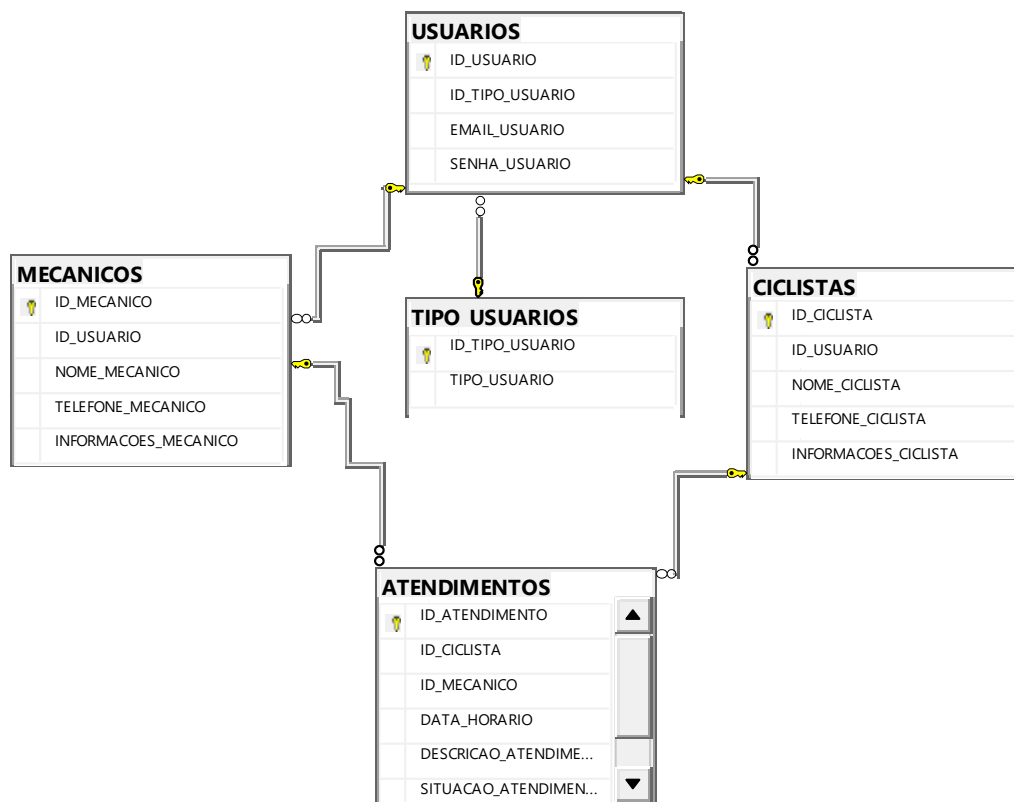 USUARIOS
ID_USUARIO
ID_TIPO_USUARIO
EMAIL_USUARIO
SENHA_USUARIO
MECANICOS
ID_MECANICO
ID_USUARIO
NOME_MECANICO
TELEFONE_MECANICO
INFORMACOES_MECANICO
TIPO USUARIOS
ID_TIPO_USUARIO
TIPO_USUARIO
CICLISTAS
ID_CICLISTA
ID_USUARIO
NOME_CICLISTA
TELEFONE_CICLISTA
INFORMACOES_CICLISTA
ATENDIMENTOS
ID_ATENDIMENTO
ID_CICLISTA
ID_MECANICO
DATA_HORARIO
DESCRICAO_ATENDIME...
SITUACAO_ATENDIMEN...